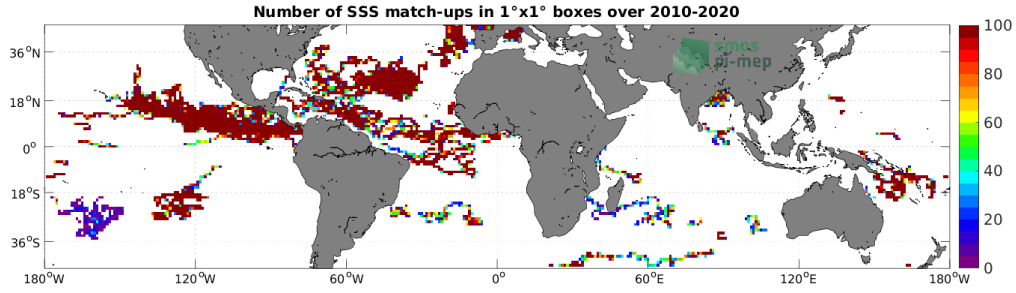 Number of SSS match-ups in 1°x1° boxes over 2010-2020
smos
pi-mep
36°N
18°N
0°
18°S
36°S
180°W
120°W
60°W
0°
60°E
120°E
180°W
100
80
60
40
20
0